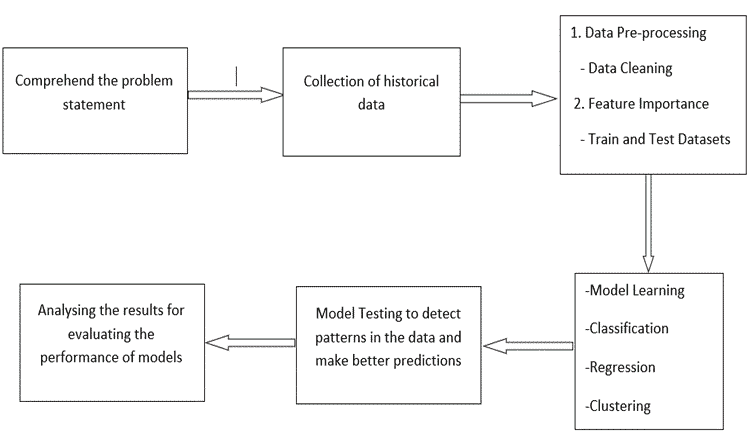 Comprehend the problem
statement
Collection of historical
data
1. Data Pre-processing
- Data Cleaning
2. Feature Importance
- Train and Test Datasets
-Model Learning
-Classification
-Regression
-Clustering
Model Testing to detect
patterns in the data and
make better predictions
Analysing the results for
evaluating the
performance of models